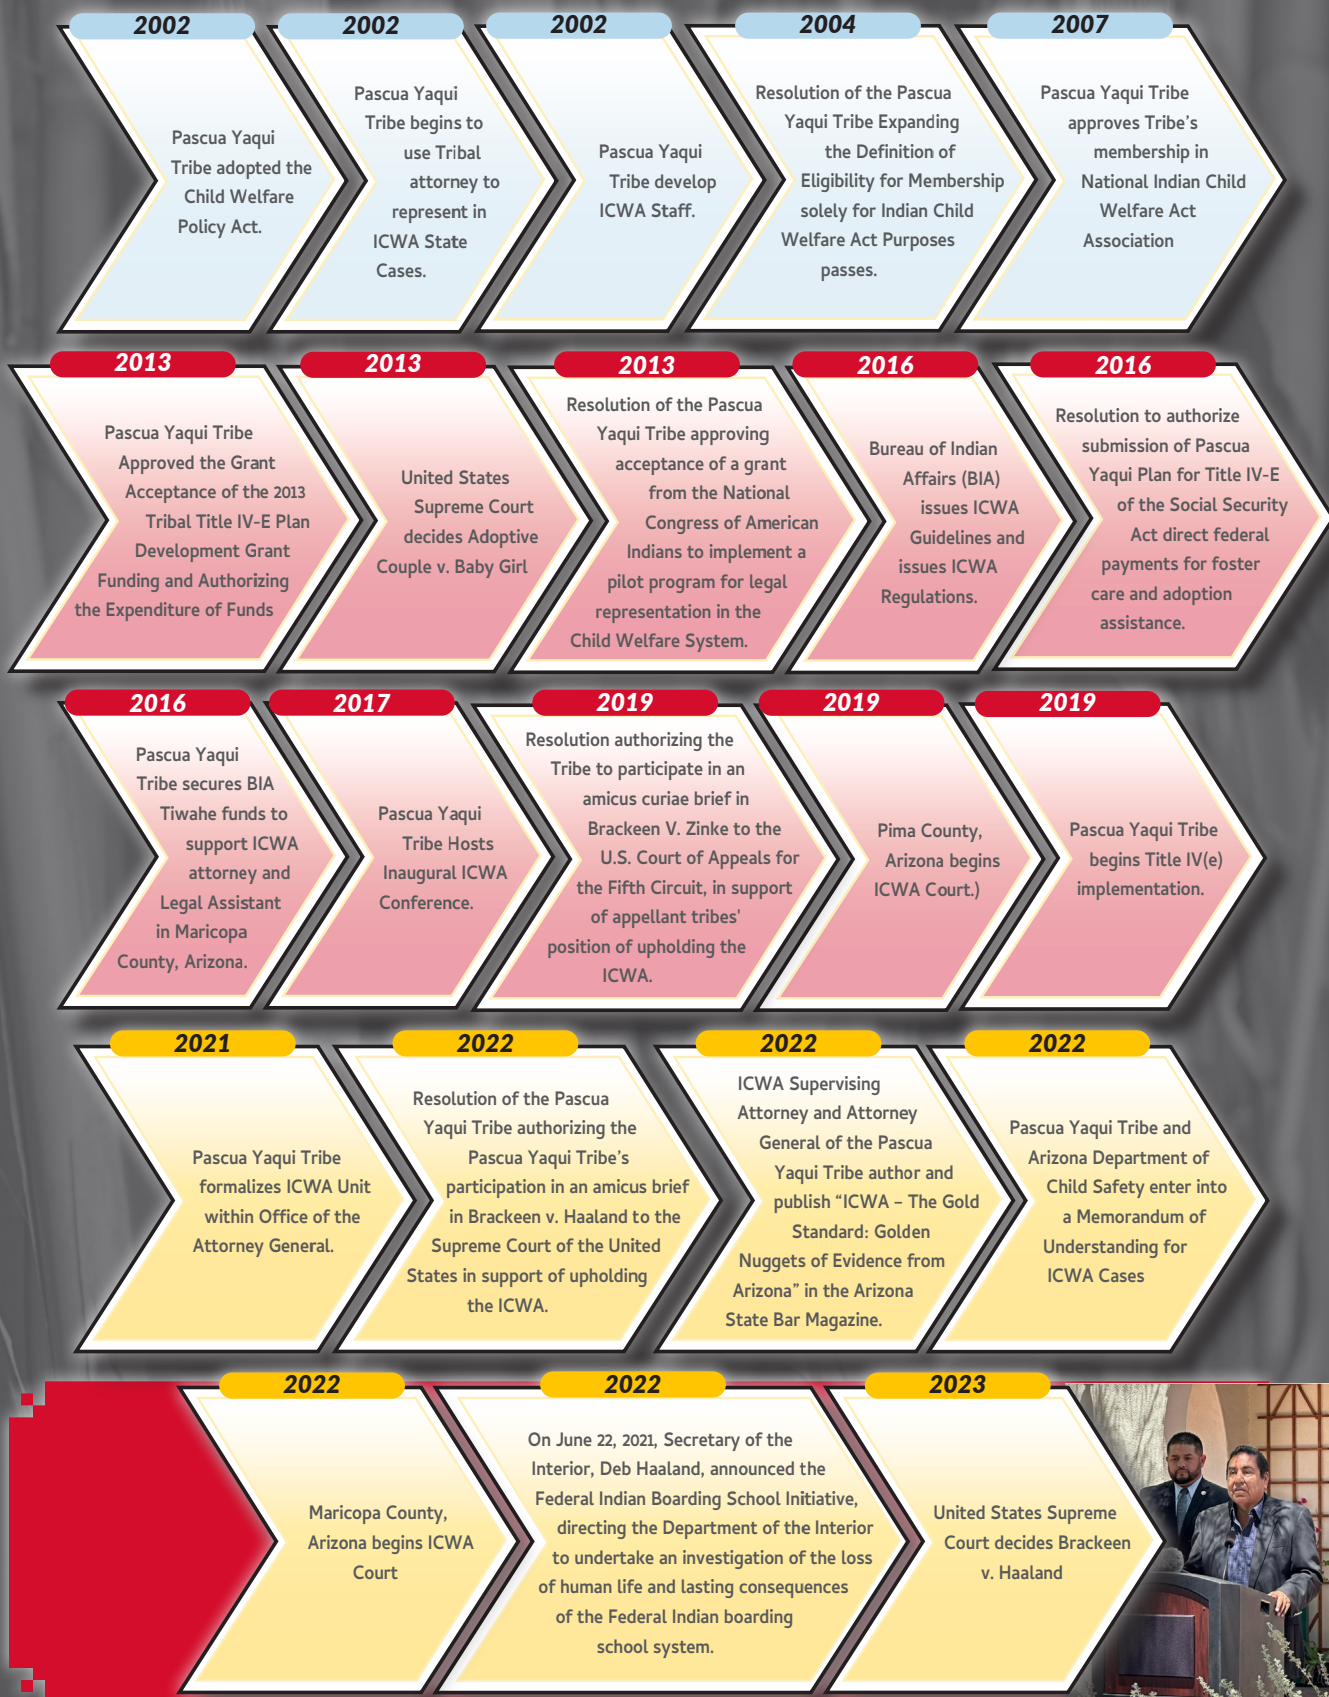 2002
Pascua Yaqui
Tribe adopted the
Child Welfare
Policy Act.
2002
Pascua Yaqui
Tribe begins to
use Tribal
attorney to
represent in
ICWA State
Cases.
2002
Pascua Yaqui
Tribe develop
ICWA Staff.
2004
Resolution of the Pascua
Yaqui Tribe Expanding
the Definition of
Eligibility for Membership
solely for Indian Child
Welfare Act Purposes
passes.
2007
Pascua Yaqui Tribe
approves Tribe's
membership in
National Indian Child
Welfare Act
Association
2013
Pascua Yaqui Tribe
Approved the Grant
Acceptance of the 2013
Tribal Title IV-E Plan
Development Grant
Funding and Authorizing
the Expenditure of Funds
2013
United States
Supreme Court
decides Adoptive
Couple v. Baby Girl
2013
Resolution of the Pascua
Yaqui Tribe approving
acceptance of a grant
from the National
Congress of American
Indians to implement a
pilot program for legal
representation in the
Child Welfare System.
2016
Bureau of Indian
Affairs (BIA)
issues ICWA
Guidelines and
issues ICWA
Regulations.
2016
Resolution to authorize
submission of Pascua
Yaqui Plan for Title IV-E
of the Social Security
Act direct federal
payments for foster
care and adoption
assistance.
2016
Pascua Yaqui
Tribe secures BIA
Tiwahe funds to
support ICWA
attorney and
Legal Assistant
in Maricopa
County, Arizona.
2017
Pascua Yaqui
Tribe Hosts
Inaugural ICWA
Conference.
2019
Resolution authorizing the
Tribe to participate in an
amicus curiae brief in
Brackeen V. Zinke to the
U.S. Court of Appeals for
the Fifth Circuit, in support
of appellant tribes'
position of upholding the
ICWA.
2019
Pima County,
Arizona begins
ICWA Court.)
2019
Pascua Yaqui Tribe
begins Title IV(e)
implementation.
2021
Pascua Yaqui Tribe
formalizes ICWA Unit
within Office of the
Attorney General.
2022
Resolution of the Pascua
Yaqui Tribe authorizing the
Pascua Yaqui Tribe's
participation in an amicus brief
in Brackeen v. Haaland to the
Supreme Court of the United
States in support of upholding
the ICWA.
2022
ICWA Supervising
Attorney and Attorney
General of the Pascua
Yaqui Tribe author and
publish “ICWA – The Gold
Standard: Golden
Nuggets of Evidence from
Arizona” in the Arizona
State Bar Magazine.
2022
Pascua Yaqui Tribe and
Arizona Department of
Child Safety enter into
a Memorandum of
Understanding for
ICWA Cases
2022
Maricopa County,
Arizona begins ICWA
Court
2022
On June 22, 2021, Secretary of the
Interior, Deb Haaland, announced the
Federal Indian Boarding School Initiative,
directing the Department of the Interior
to undertake an investigation of the loss
of human life and lasting consequences
of the Federal Indian boarding
school system.
2023
United States Supreme
Court decides Brackeen
v. Haaland